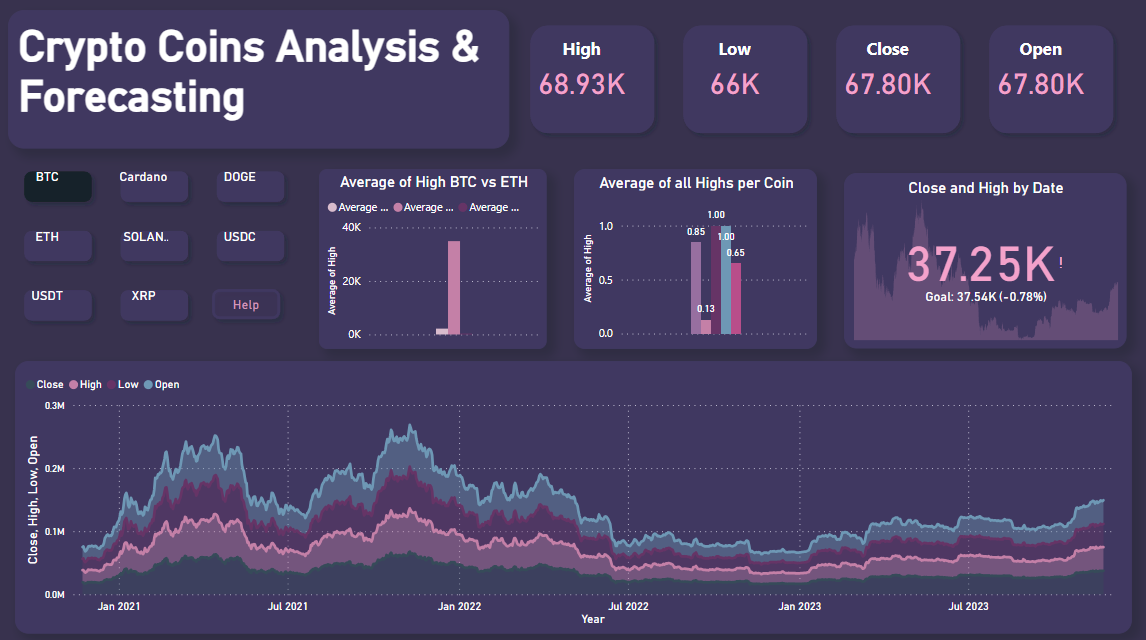 Crypto Coins Analysis &
Forecasting
High
68.93K
Low
66K
Close
67.80K
Open
67.80K
BTC
Cardano
DOGE
ETH
SOLAN..
USDC
USDT
XRP
Help
Average of High BTC vs ETH
Average ... Average ... Average ...
Average of High
40K
20K
0K
Average of all Highs per Coin
Average of High
1.0
0.5
0.0
0.85
0.13
1.00
1.00
0.65
Close and High by Date
37.25K!
Goal: 37.54K (-0.78%)
Close High Low Open
Close, High, Low, Open
0.3M
0.2M
0.1M
0.0M
Jan 2021
Jul 2021
Jan 2022
Jul 2022
Jan 2023
Jul 2023
Year